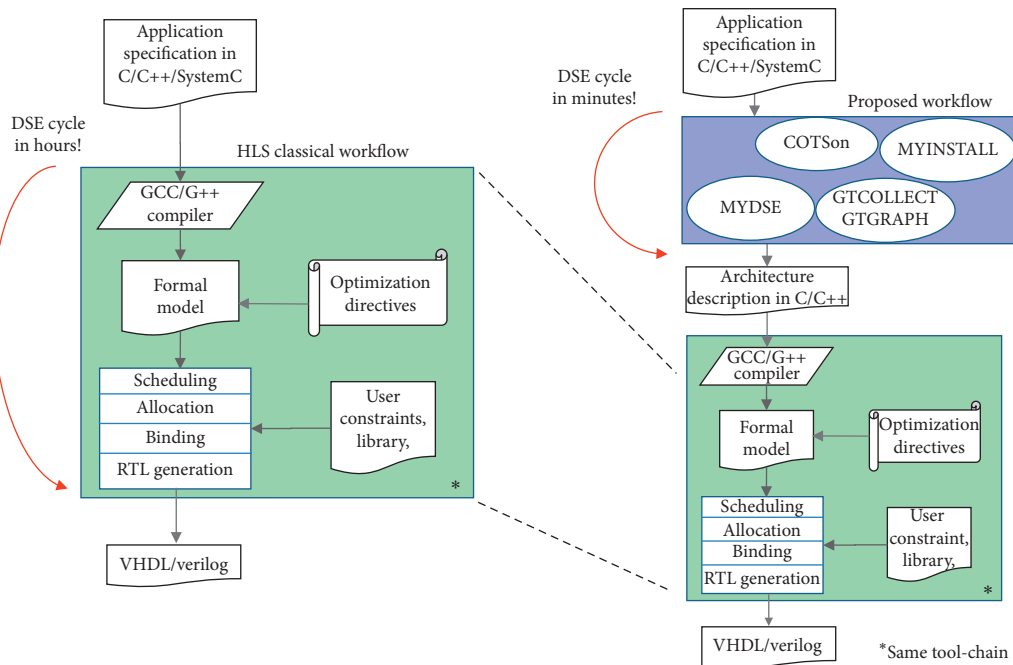 Application
specification in
C/C++/SystemC
DSE cycle
in hours!
HLS classical workflow
GCC/G++
compiler
Formal
model
Optimization
directives
Scheduling
Allocation
Binding
RTL generation
User
constraints,
library,
*
VHDL/verilog
Application
specification in
C/C++/SystemC
DSE cycle
in minutes!
Proposed workflow
COTSon
MYINSTALL
MYDSE
GTCOLLECT
GTGRAPH
Architecture
description in C/C++
GCC/G++
compiler
Formal
model
Optimization
directives
Scheduling
Allocation
Binding
RTL generation
User
constraint,
library,
*
VHDL/verilog
*Same tool-chain